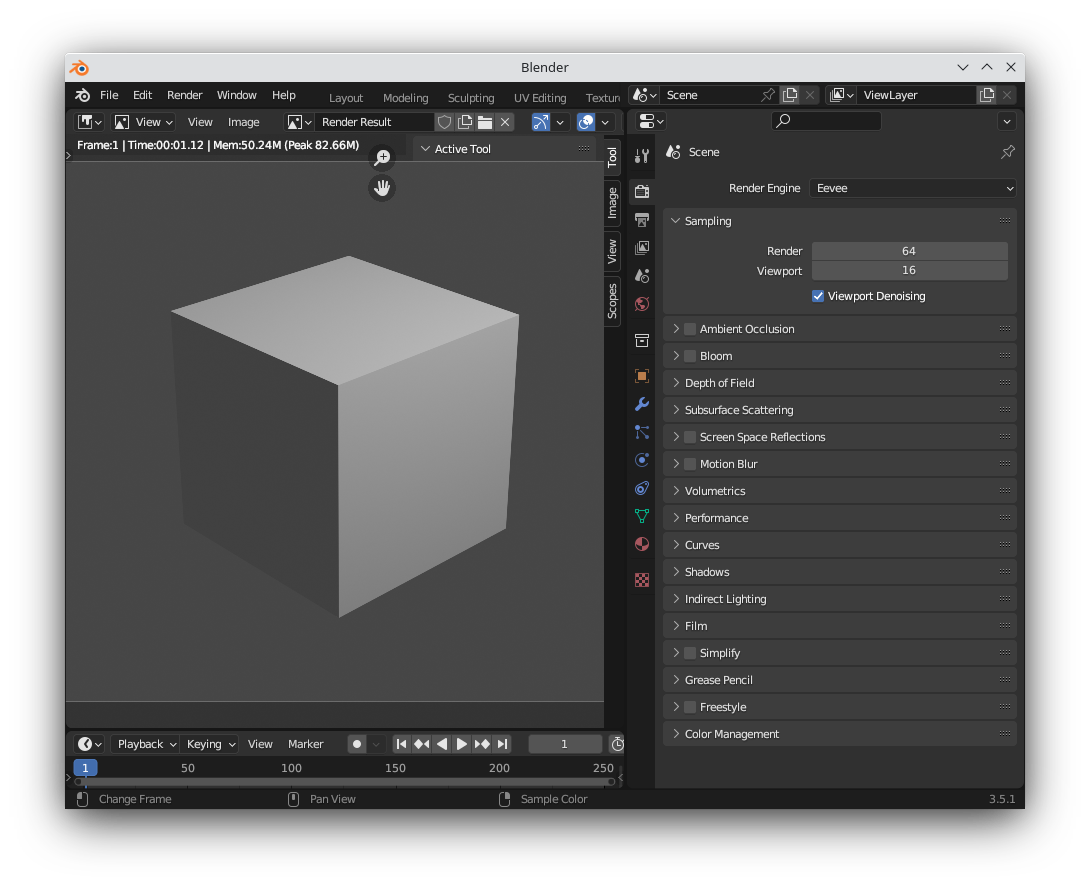 Blender
File Edit Render Window Help Layout Modeling Sculpting UV Editing Textur Scene ViewLayer
View View Image Render Result
Frame:1 | Time:00:01.12 | Mem:50.24M (Peak 82.66M)
Active Tool
Tool
Image
View
Scopes
Scene
Render Engine Eevee
Sampling
Render 64
Viewport 16
Viewport Denoising
Ambient Occlusion
Bloom
Depth of Field
Subsurface Scattering
Screen Space Reflections
Motion Blur
Volumetrics
Performance
Curves
Shadows
Indirect Lighting
Film
Simplify
Grease Pencil
Freestyle
Color Management
Playback Keying View Marker 1
1 50 100 150 200 250
Change Frame Pan View Sample Color 3.5.1